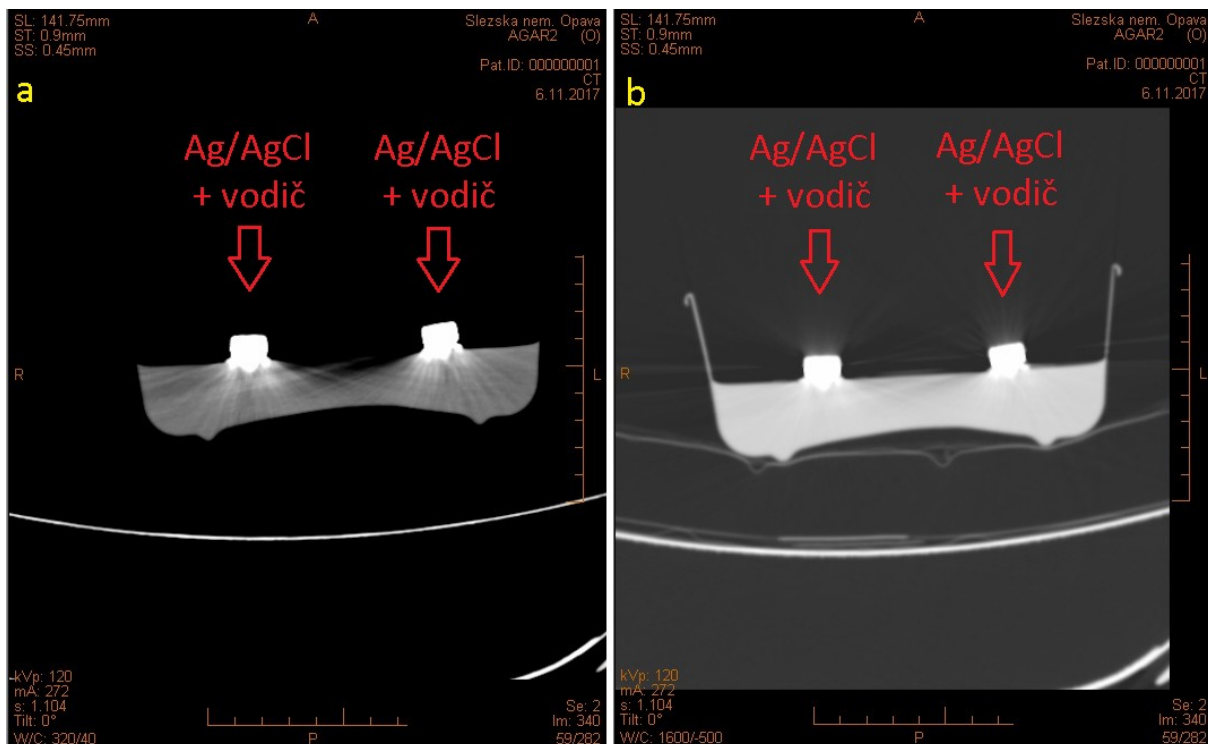 SL: 141.75mm
ST: 0.9mm
SS: 0.45mm
A
Slezska nem. Opava
AGAR2 (O)
Pat.ID: 000000001
CT
6.11.2017
a
Ag/AgCl
+ vodič
Ag/AgCl
+ vodič
R
L
kVp: 120
mA: 272
s: 1.104
Tilt: 0°
W/C: 320/40
P
Se: 2
Im: 340
59/282
SL: 141.75mm
ST: 0.9mm
SS: 0.45mm
A
Slezska nem. Opava
AGAR2 (O)
Pat.ID: 000000001
CT
6.11.2017
b
Ag/AgCl
+ vodič
Ag/AgCl
+ vodič
R
L
kVp: 120
mA: 272
s: 1.104
Tilt: 0°
W/C: 1600/-500
P
Se: 2
Im: 340
59/282